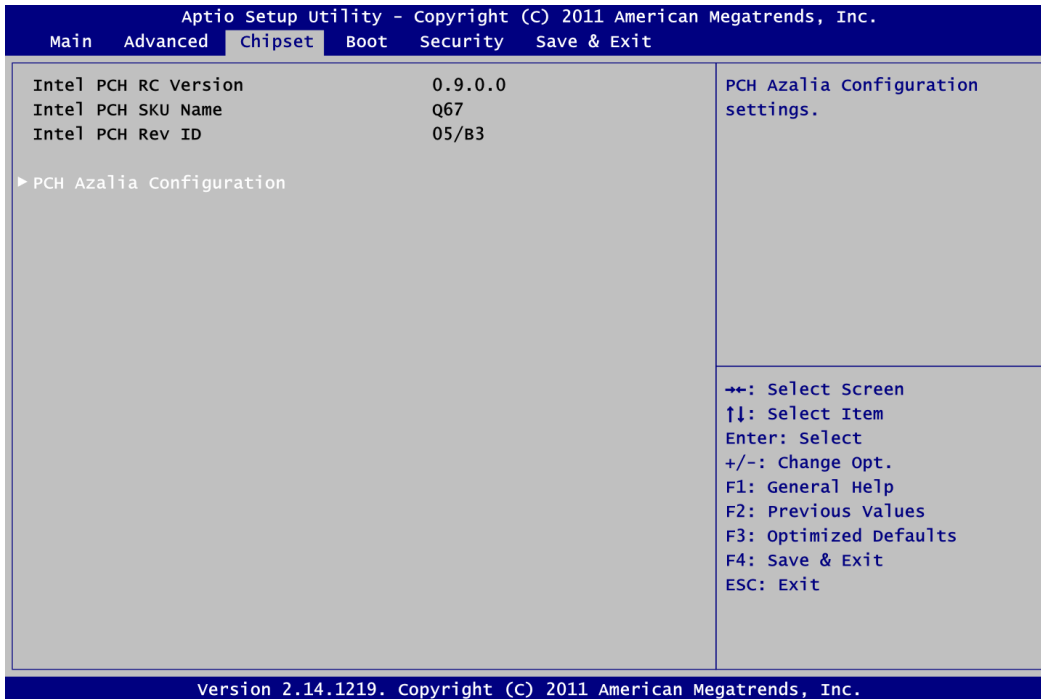 Aptio Setup Utility - Copyright (C) 2011 American Megatrends, Inc.
Main Advanced Chipset Boot Security Save & Exit
Intel PCH RC Version 0.9.0.0
Intel PCH SKU Name Q67
Intel PCH Rev ID 05/B3
▶ PCH Azalia Configuration
PCH Azalia Configuration
settings.
→←: Select Screen
↑↓: Select Item
Enter: Select
+/-: Change Opt.
F1: General Help
F2: Previous Values
F3: Optimized Defaults
F4: Save & Exit
ESC: Exit
Version 2.14.1219. Copyright (C) 2011 American Megatrends, Inc.